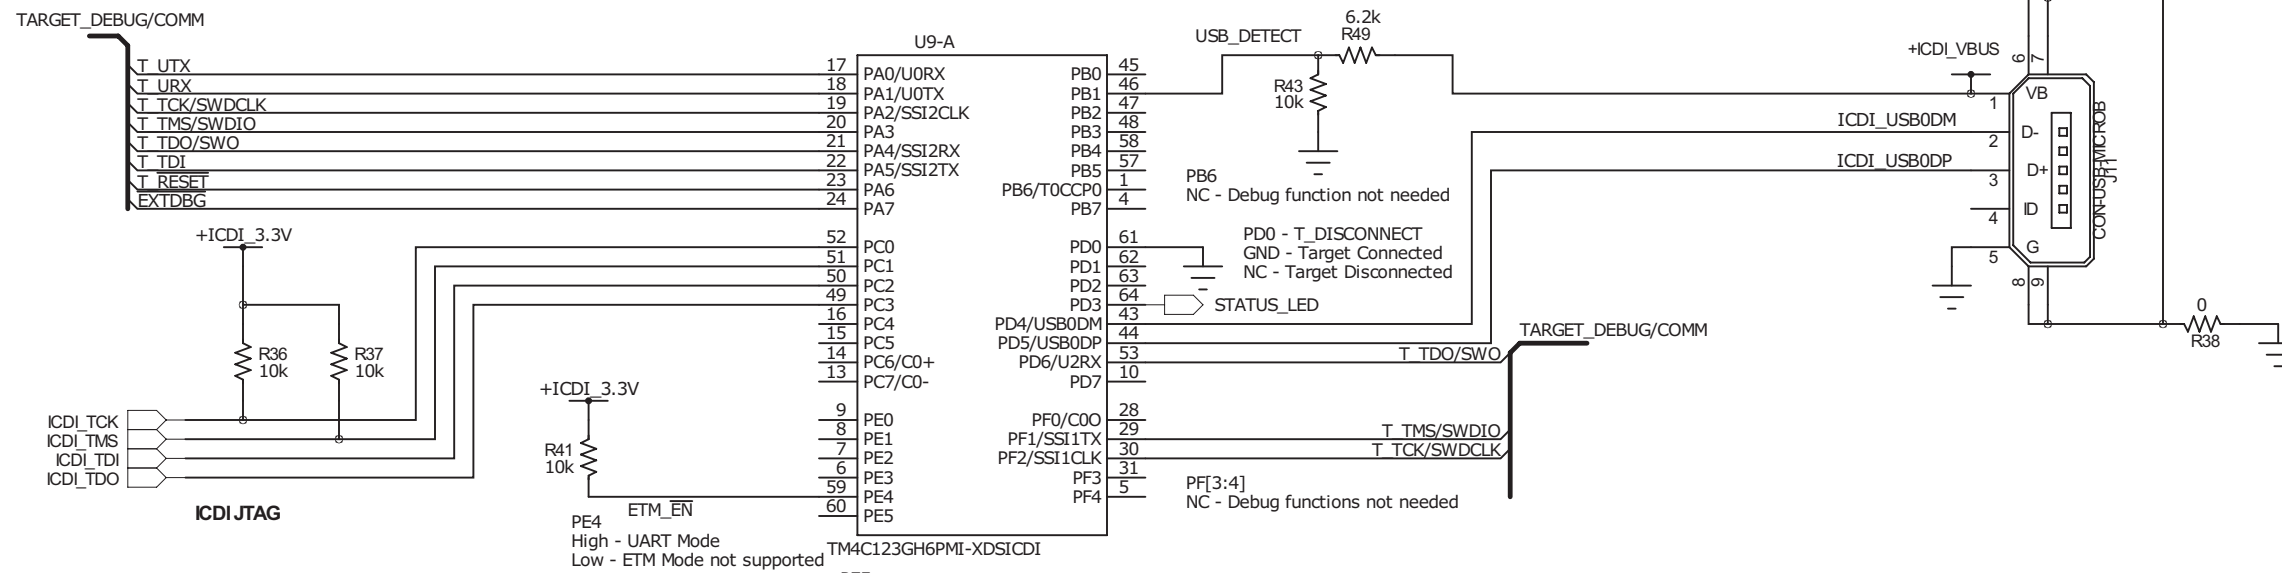 TARGET_DEBUG/COMM
T_UTX
T_URX
T_TCK/SWDCLK
T_TMS/SWDIO
T_TDO/SWO
T_TDI
T_RESET
EXTDBG
+ICDI_3.3V
R36
10k
R37
10k
ICDI_TCK
ICDI_TMS
ICDI_TDI
ICDI_TDO
ICDI JTAG
+ICDI_3.3V
R41
10k
ETM_EN
PE4
High - UART Mode
Low - ETM Mode not supported
U9-A
17 PA0/U0RX
18 PA1/U0TX
19 PA2/SSI2CLK
20 PA3
21 PA4/SSI2RX
22 PA5/SSI2TX
23 PA6
24 PA7
52 PC0
51 PC1
50 PC2
49 PC3
16 PC4
15 PC5
14 PC6/C0+
13 PC7/C0-
9 PE0
8 PE1
7 PE2
6 PE3
59 PE4
60 PE5
PB0 45
PB1 46
PB2 47
PB3 48
PB4 58
PB5 57
PB6/T0CCP0 1
PB7 4
PD0 61
PD1 62
PD2 63
PD3 64
PD4/USB0DM 43
PD5/USB0DP 44
PD6/U2RX 53
PD7 10
PF0/C0O 28
PF1/SSI1TX 29
PF2/SSI1CLK 30
PF3 31
PF4 5
TM4C123GH6PMI-XDSICDI
USB_DETECT
6.2k
R49
R43
10k
PB6
NC - Debug function not needed
PD0 - T_DISCONNECT
GND - Target Connected
NC - Target Disconnected
STATUS_LED
TARGET_DEBUG/COMM
T_TDO/SWO
T_TMS/SWDIO
T_TCK/SWDCLK
PF[3:4]
NC - Debug functions not needed
+ICDI_VBUS
ICDI_USB0DM
ICDI_USB0DP
6
7
1 VB
2 D-
3 D+
4 ID
5 G
8
9
CON-USB-MICROB
J11
0
R38